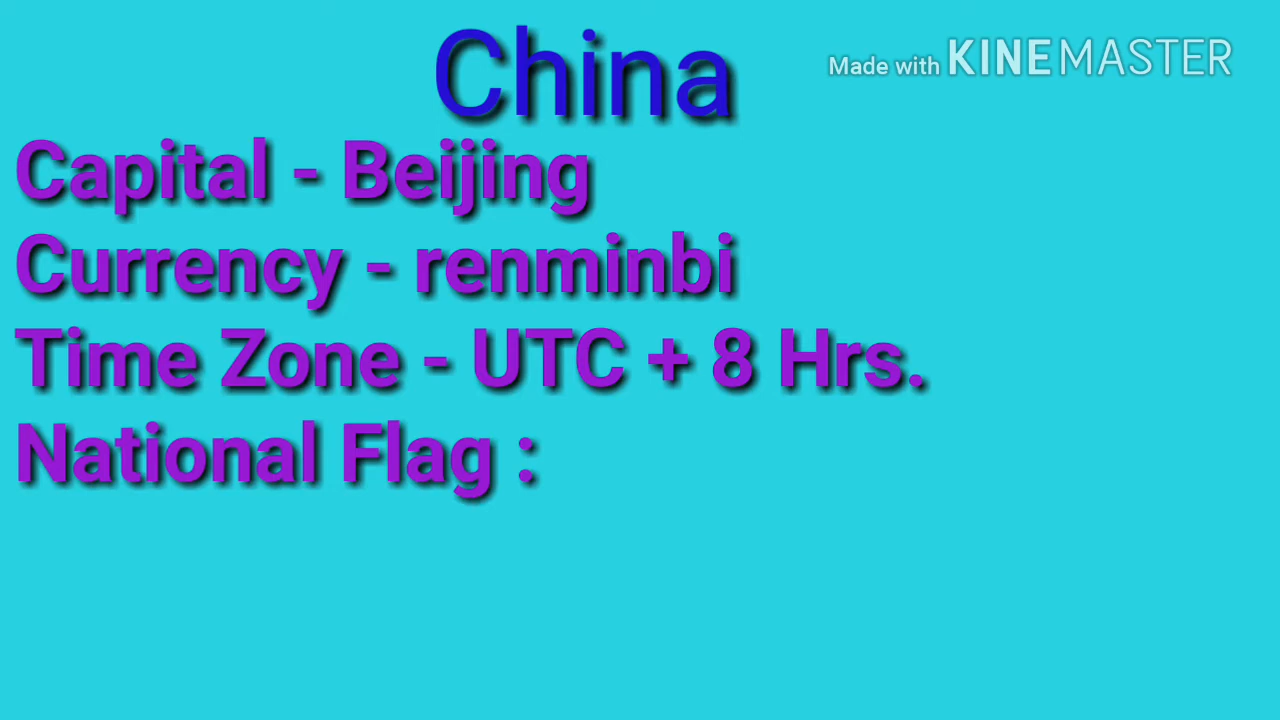 China
Made with KINEMASTER
Capital - Beijing
Currency - renminbi
Time Zone - UTC + 8 Hrs.
National Flag :